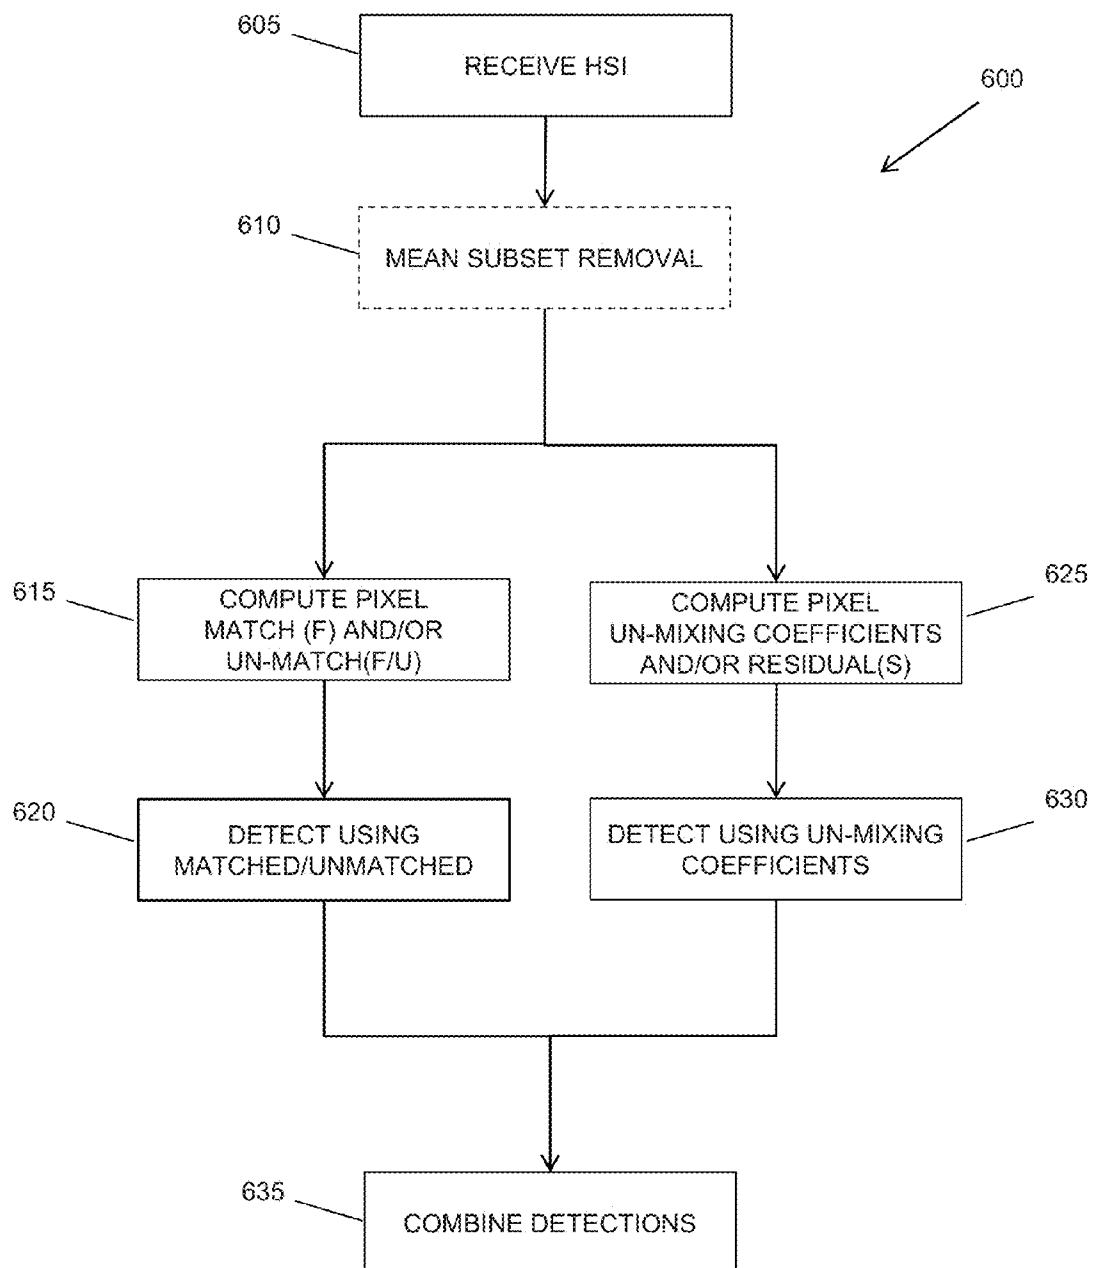 605
RECEIVE HSI
600
610
MEAN SUBSET REMOVAL
615
COMPUTE PIXEL
MATCH (F) AND/OR
UN-MATCH(F/U)
625
COMPUTE PIXEL
UN-MIXING COEFFICIENTS
AND/OR RESIDUAL(S)
620
DETECT USING
MATCHED/UNMATCHED
630
DETECT USING UN-MIXING
COEFFICIENTS
635
COMBINE DETECTIONS